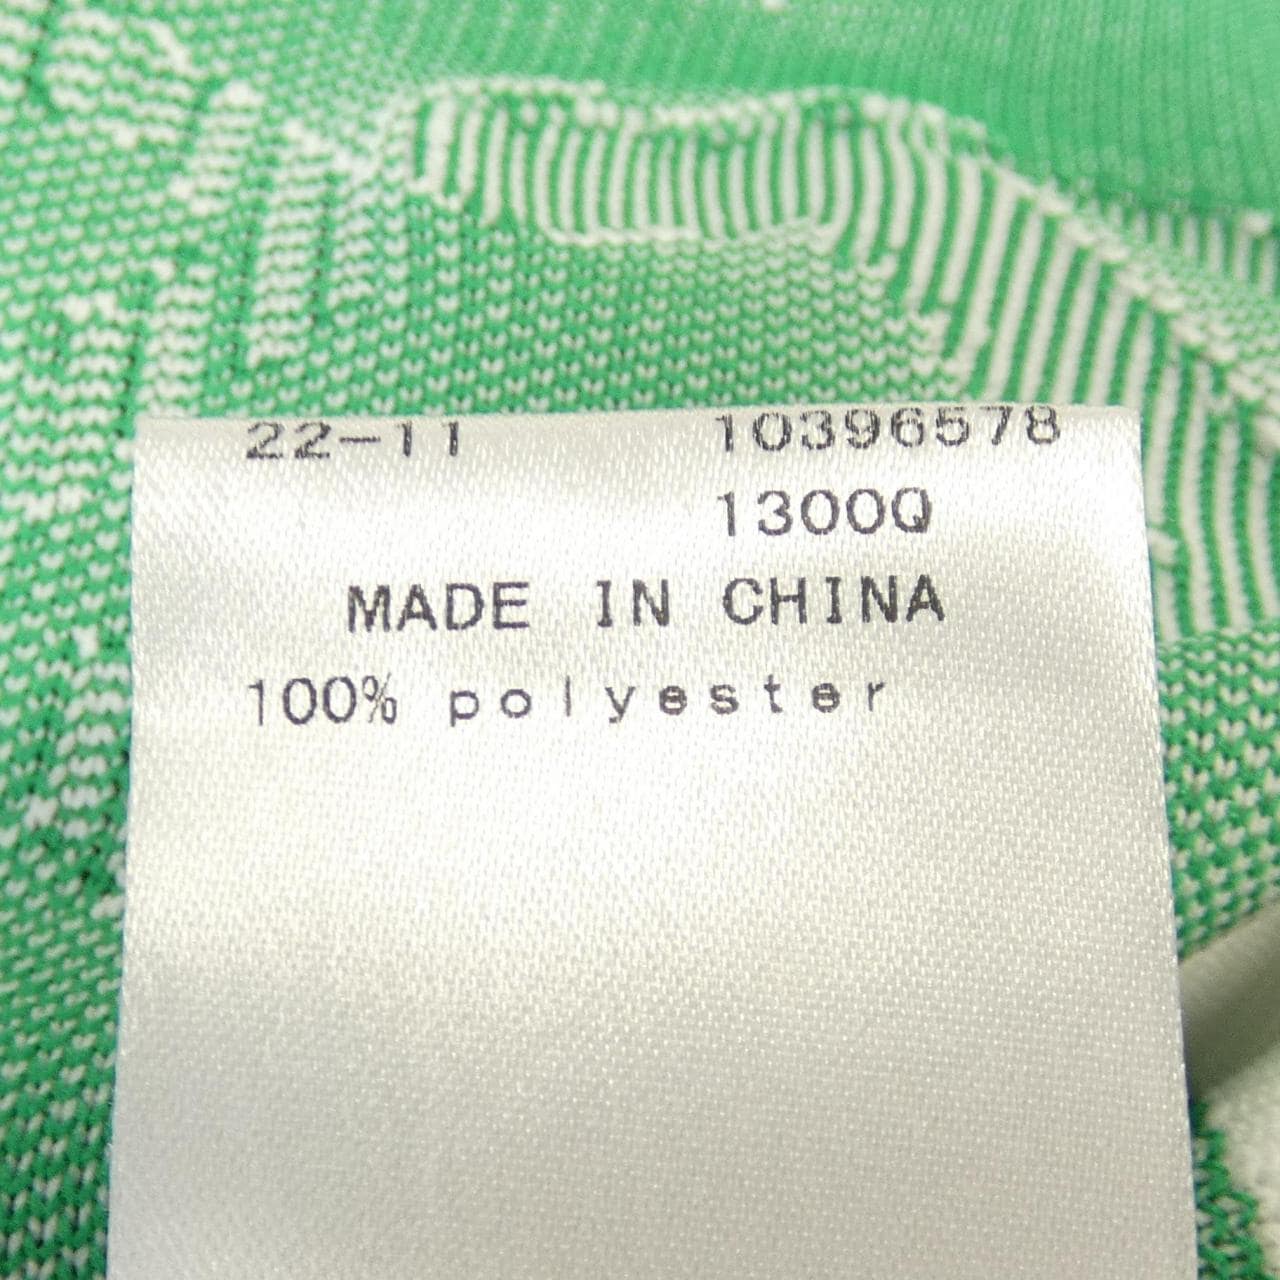 22-11 10396578
1300Q
MADE IN CHINA
100% polyester